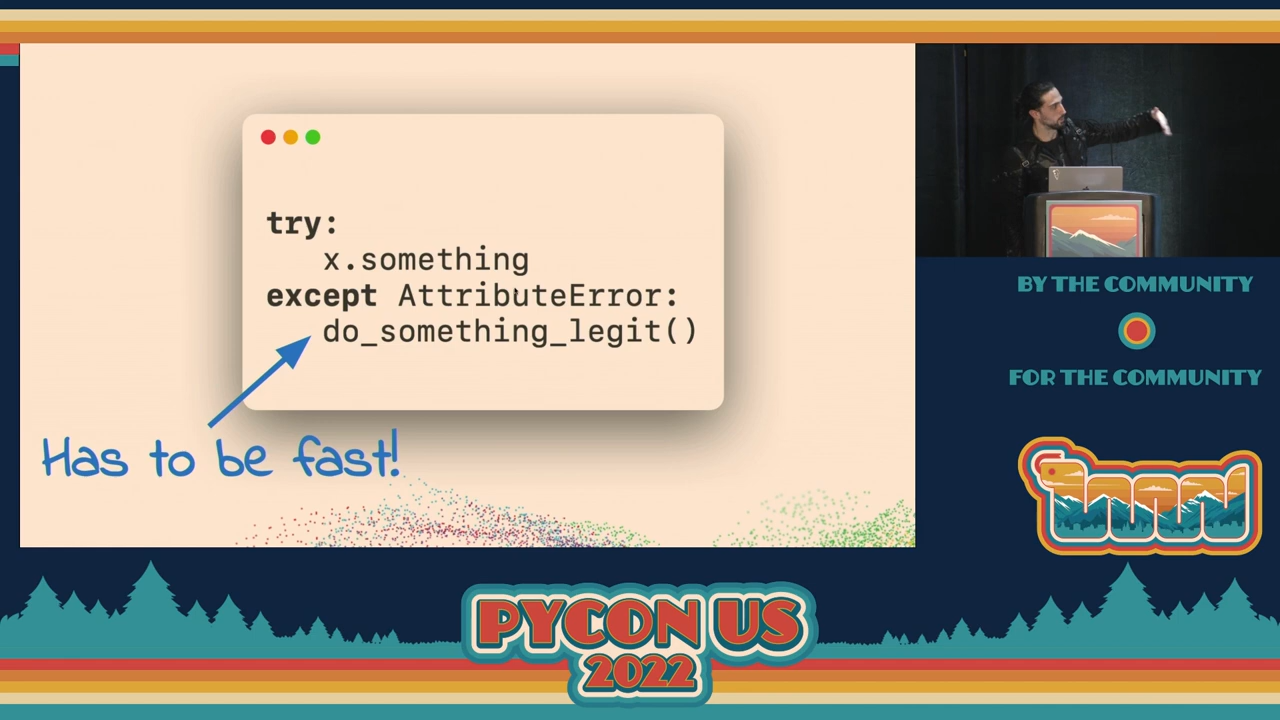 try:
x.something
except AttributeError:
do_something_legit()
Has to be fast!
BY THE COMMUNITY
FOR THE COMMUNITY
PYCON US
2022